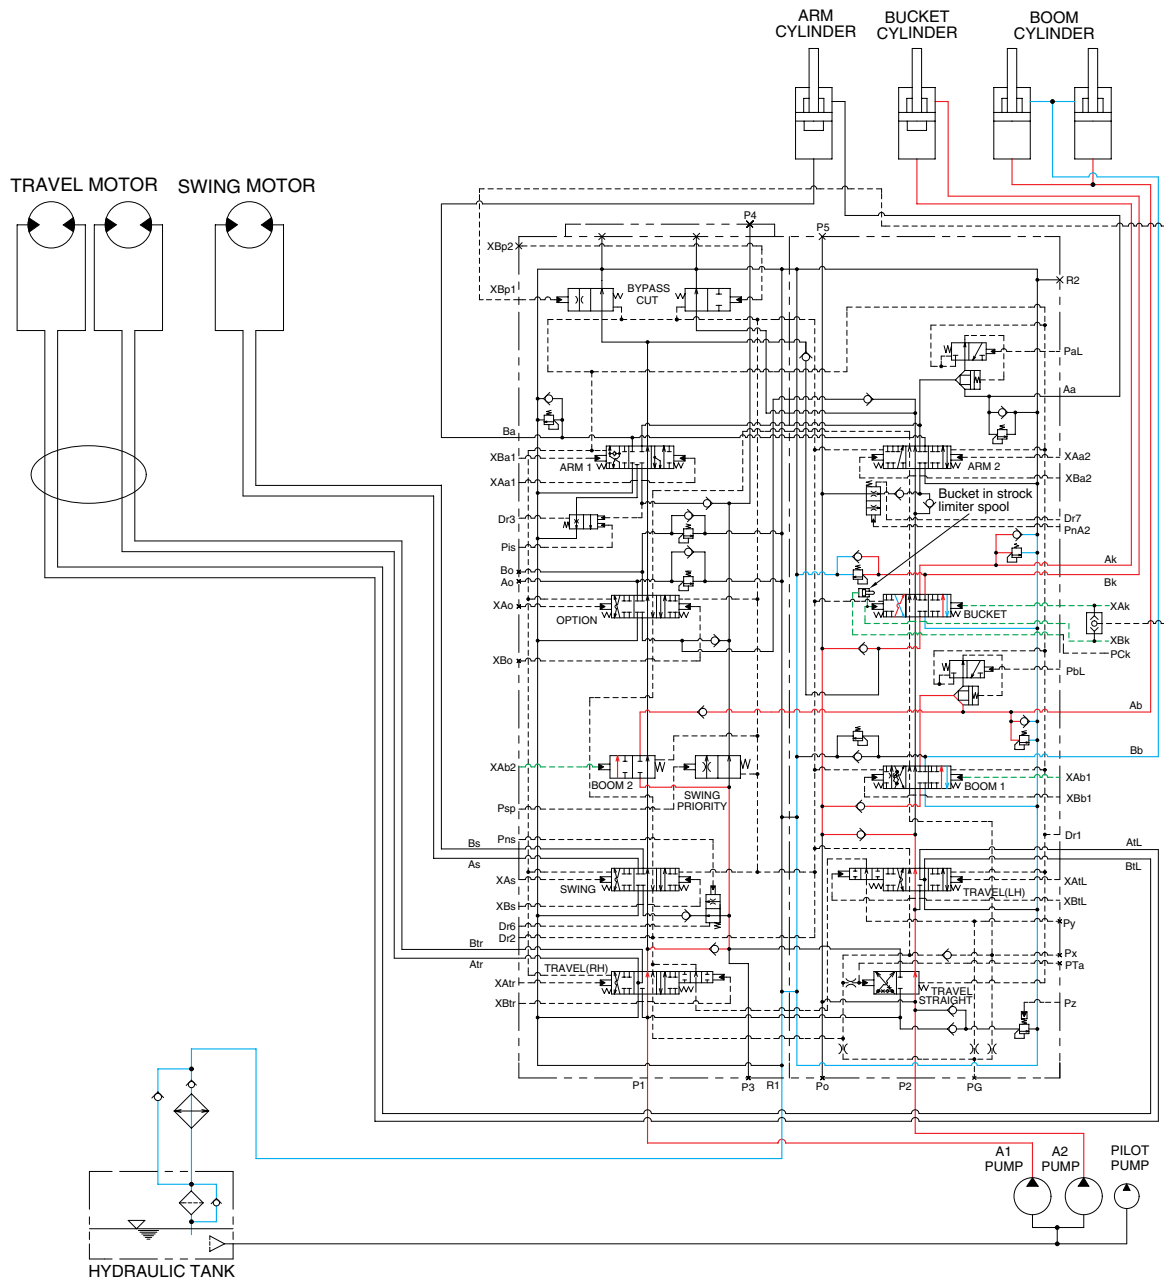 ARM
CYLINDER
BUCKET
CYLINDER
BOOM
CYLINDER
TRAVEL MOTOR
SWING MOTOR
P4
P5
XBp2
XBp1
BYPASS
CUT
R2
PaL
Aa
Ba
XBa1
ARM 1
XAa1
ARM 2
XAa2
XBa2
Bucket in strock
limiter spool
Dr3
Dr7
PnA2
Pis
Bo
Ao
Ak
Bk
XAo
OPTION
BUCKET
XAk
XBk
PCk
XBo
PbL
Ab
Bb
XAb2
BOOM 2
SWING
PRIORITY
BOOM 1
XAb1
XBb1
Psp
Pns
Dr1
Bs
As
AtL
BtL
XAs
SWING
TRAVEL(LH)
XAtL
XBs
XBtL
Dr6
Dr2
Py
Btr
Atr
Px
PTa
TRAVEL(RH)
XAtr
XBtr
TRAVEL
STRAIGHT
Pz
P1
P3
R1
Po
P2
PG
A1
PUMP
A2
PUMP
PILOT
PUMP
HYDRAULIC TANK